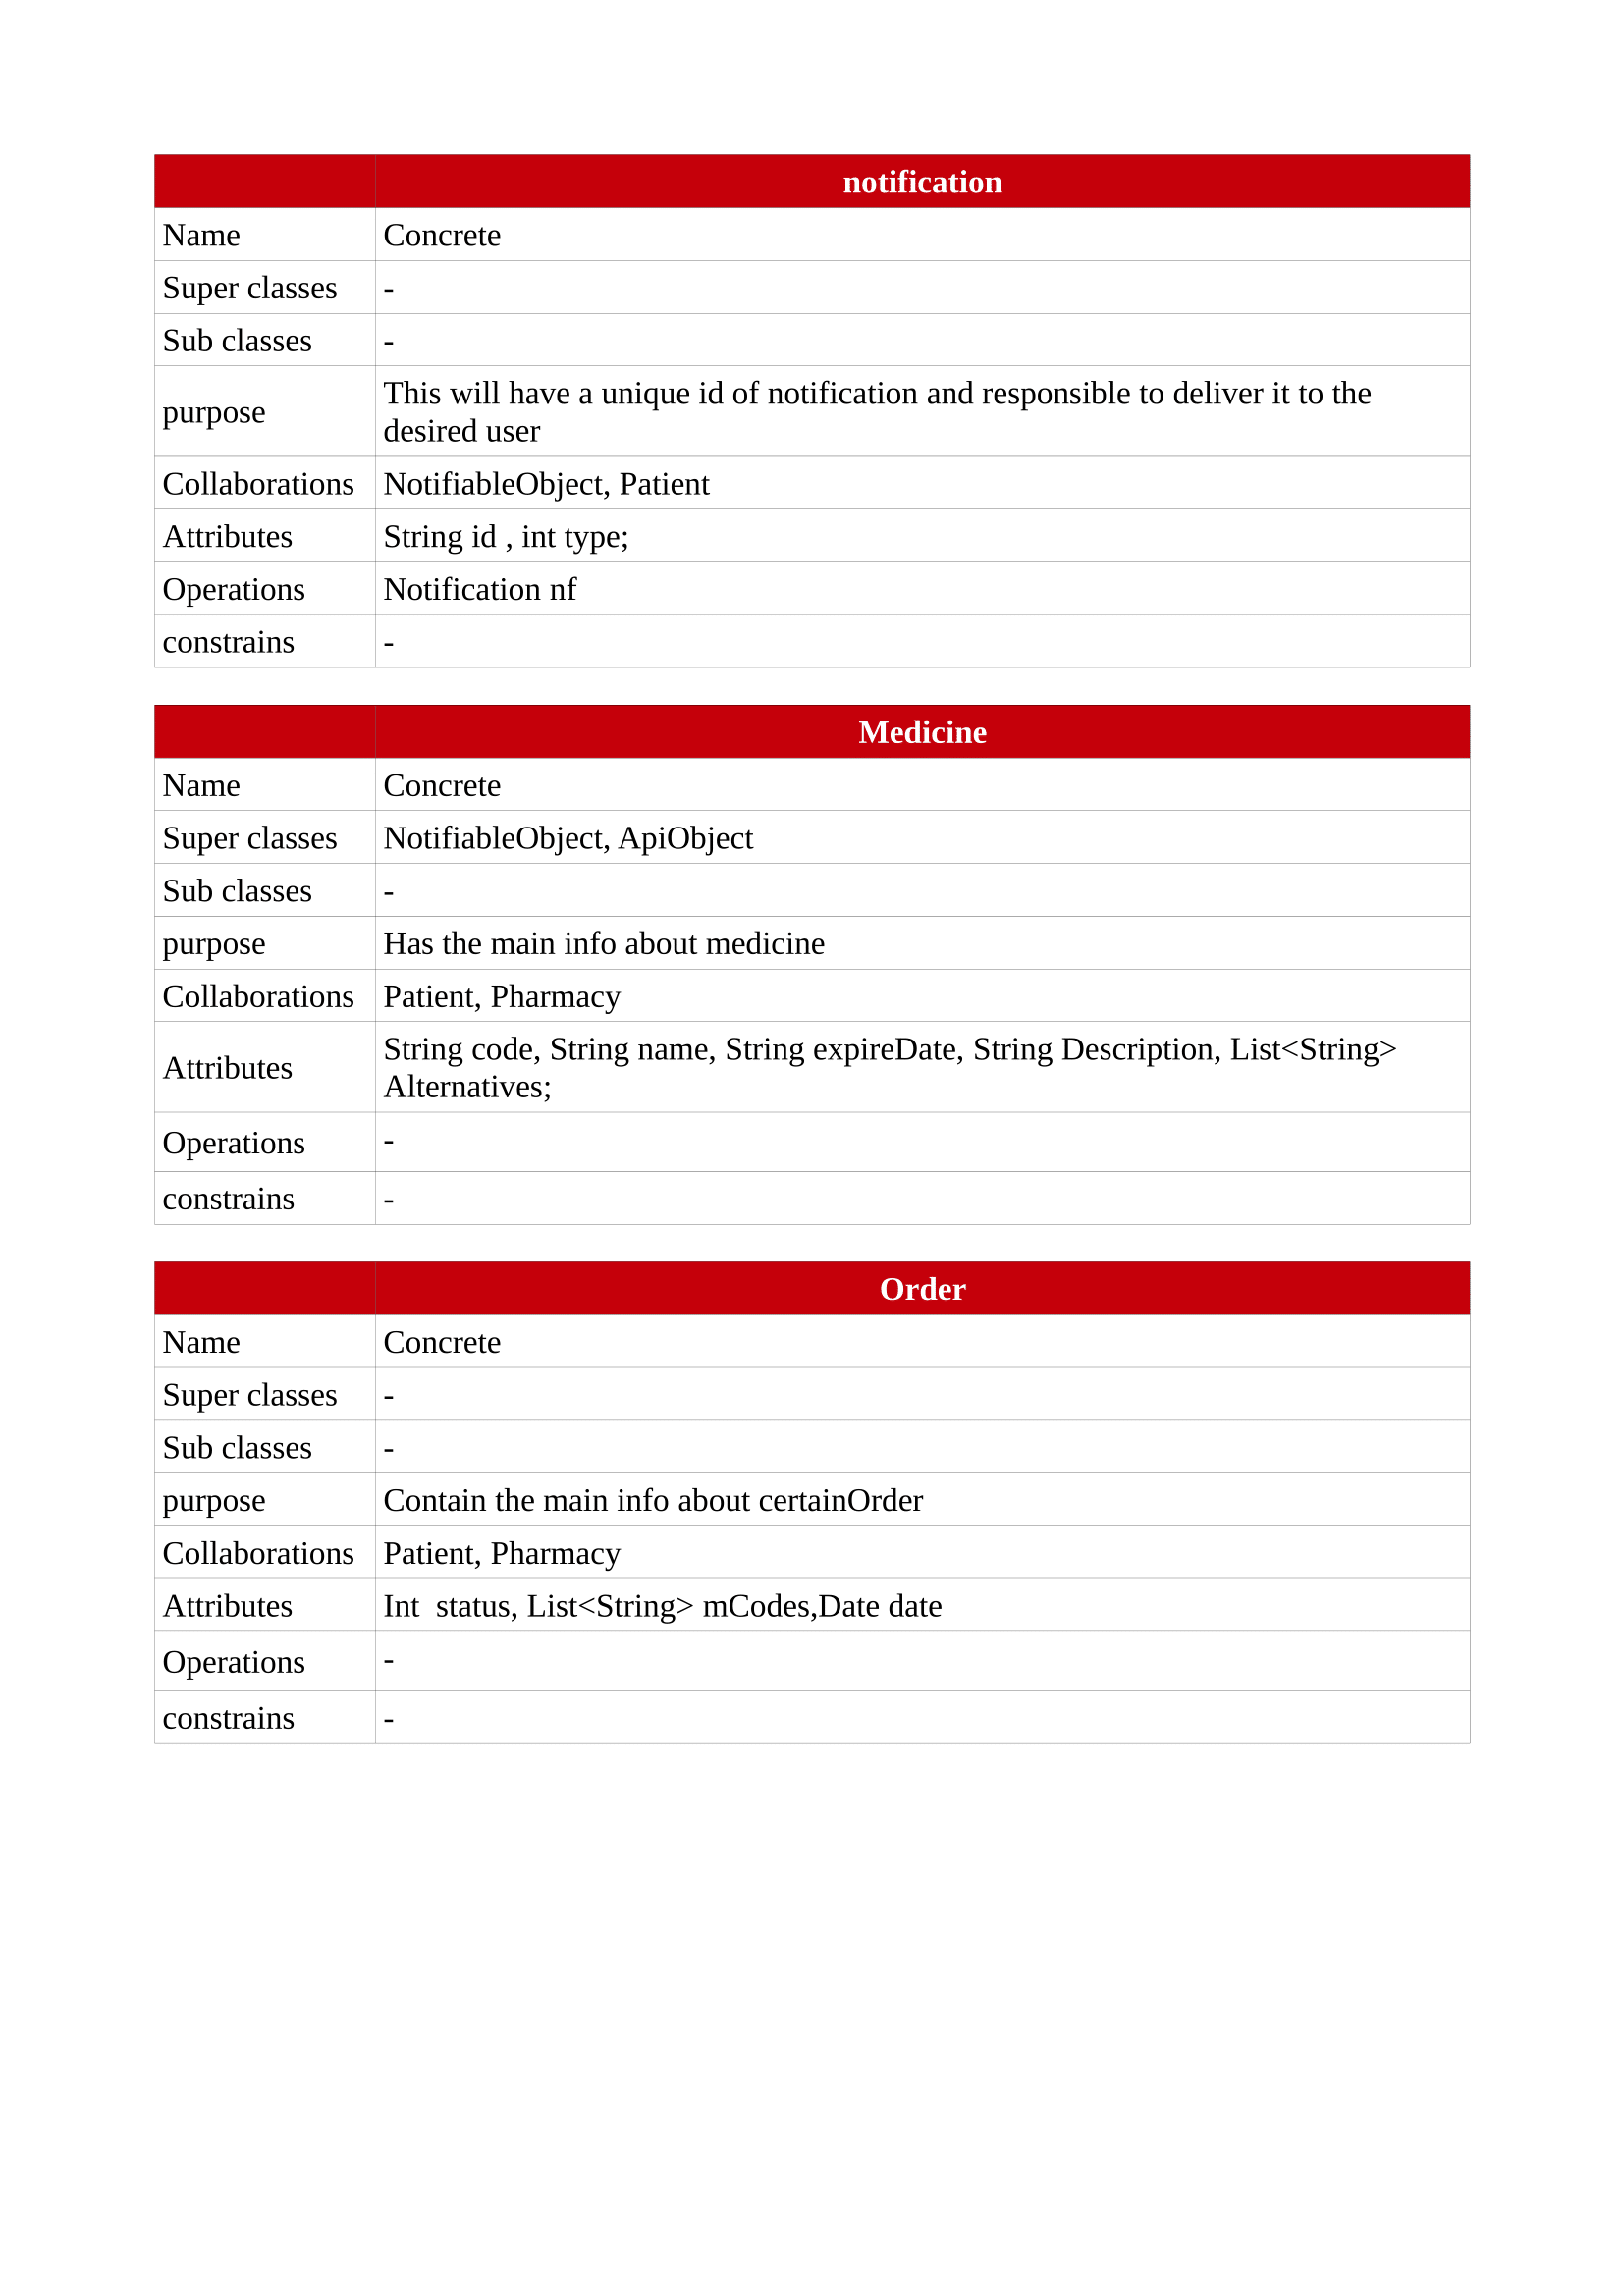 notification
Name Concrete
Super classes -
Sub classes -
purpose This will have a unique id of notification and responsible to deliver it to the
desired user
Collaborations NotifiableObject, Patient
Attributes String id , int type;
Operations Notification nf
constrains -
Medicine
Name Concrete
Super classes NotifiableObject, ApiObject
Sub classes -
purpose Has the main info about medicine
Collaborations Patient, Pharmacy
Attributes String code, String name, String expireDate, String Description, List<String>
Alternatives;
Operations -
constrains -
Order
Name Concrete
Super classes -
Sub classes -
purpose Contain the main info about certainOrder
Collaborations Patient, Pharmacy
Attributes Int  status, List<String> mCodes,Date date
Operations -
constrains -